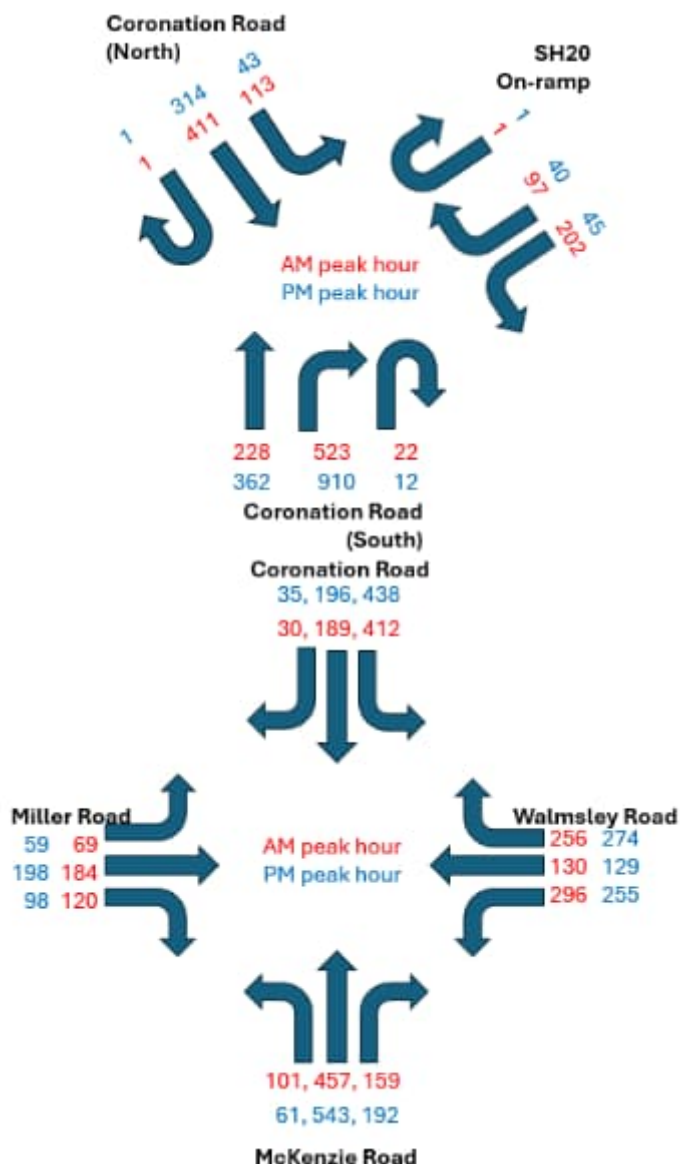 Coronation Road
(North)
SH20
On-ramp
1 314 43
1 411 113
1 1
97 40
202 45
AM peak hour
PM peak hour
228 523 22
362 910 12
Coronation Road
(South)
Coronation Road
35, 196, 438
30, 189, 412
Miller Road
59 69
198 184
98 120
AM peak hour
PM peak hour
Walmsley Road
256 274
130 129
296 255
101, 457, 159
61, 543, 192
McKenzie Road